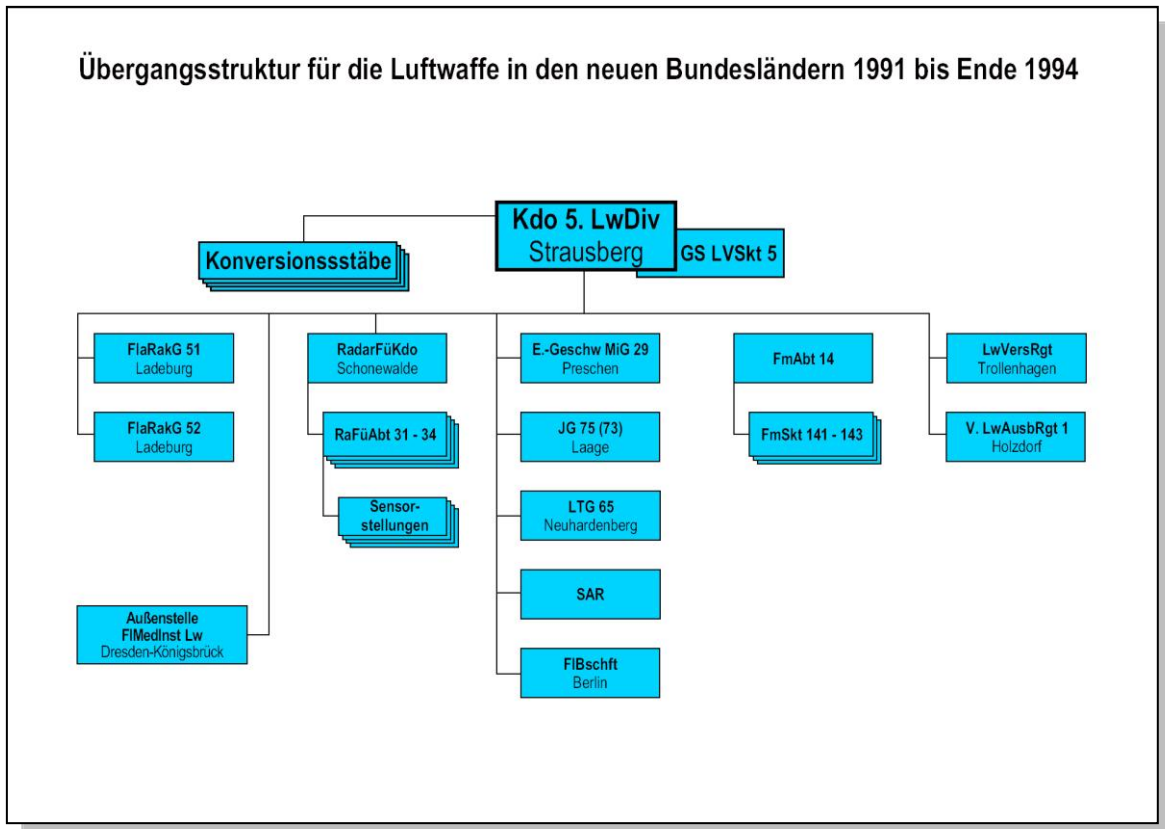 Übergangsstruktur für die Luftwaffe in den neuen Bundesländern 1991 bis Ende 1994
Kdo 5. LwDiv
Strausberg
GS LVSkt 5
Konversionssstäbe
FlaRakG 51
Ladeburg
RadarFüKdo
Schonewalde
E.-Geschw MiG 29
Preschen
FmAbt 14
LwVersRgt
Trollenhagen
FlaRakG 52
Ladeburg
RaFüAbt 31 - 34
JG 75 (73)
Laage
FmSkt 141 - 143
V. LwAusbRgt 1
Holzdorf
Sensor-
stellungen
LTG 65
Neuhardenberg
SAR
Außenstelle
FlMedInst Lw
Dresden-Königsbrück
FlBschft
Berlin